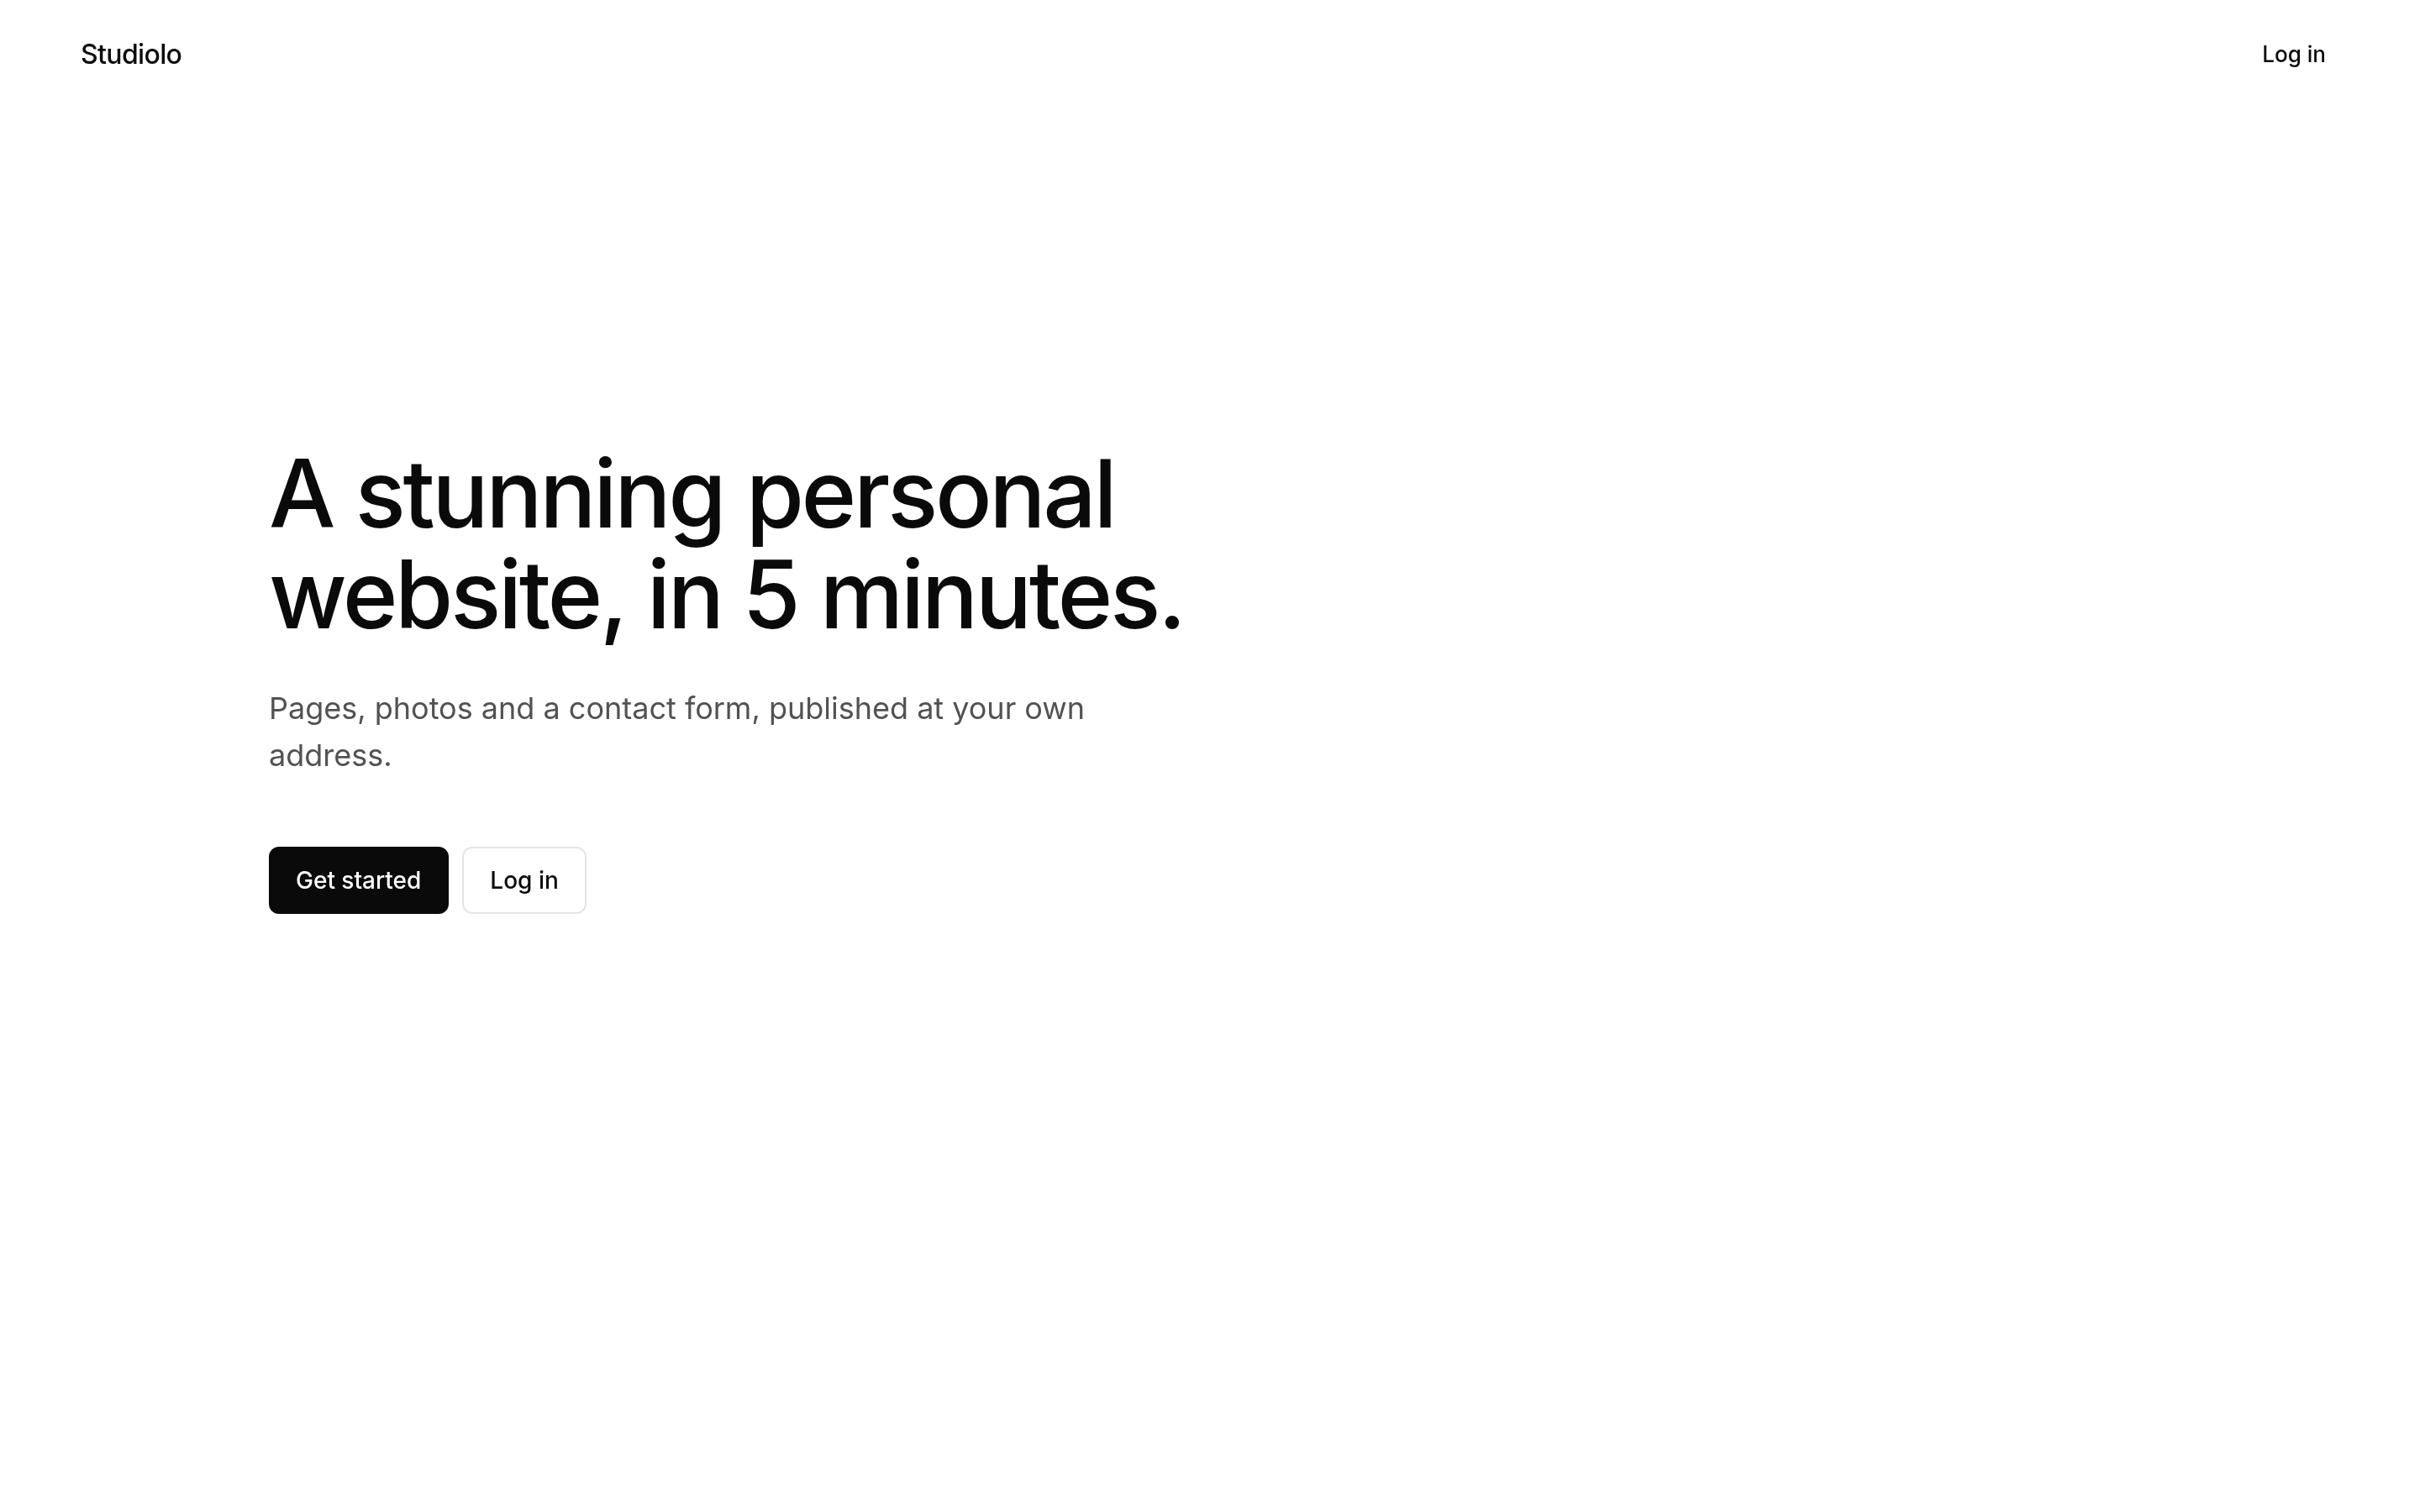 Studiolo
Log in
A stunning personal
website, in 5 minutes.
Pages, photos and a contact form, published at your own
address.
Get started
Log in